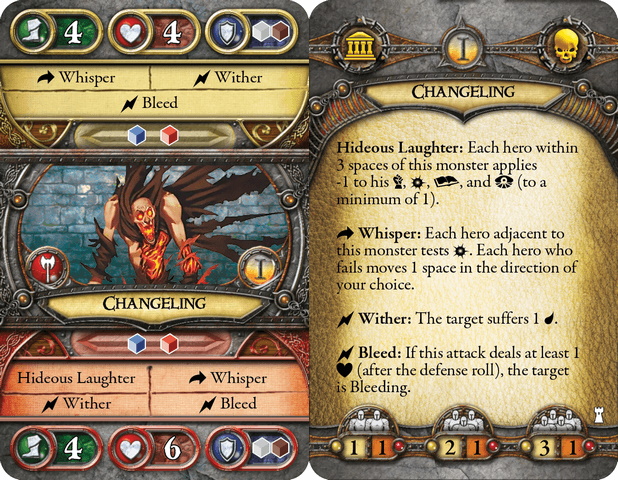 4 4
Whisper Wither
Bleed
I
CHANGELING
Hideous Laughter Whisper
Wither Bleed
4 6
I
CHANGELING
Hideous Laughter: Each hero within
3 spaces of this monster applies
-1 to his , , , and (to a
minimum of 1).
Whisper: Each hero adjacent to
this monster tests . Each hero who
fails moves 1 space in the direction of
your choice.
Wither: The target suffers 1 .
Bleed: If this attack deals at least 1
(after the defense roll), the target
is Bleeding.
1 1 2 1 3 1